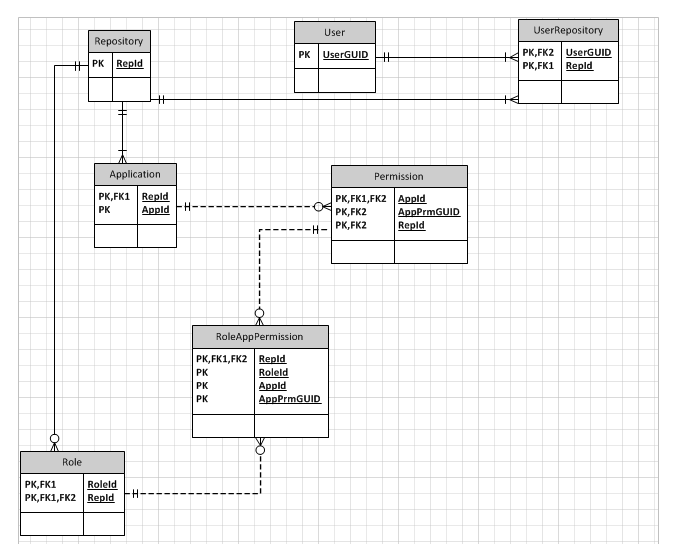 Repository
PK RepId
User
PK UserGUID
UserRepository
PK,FK2 UserGUID
PK,FK1 RepId
Application
PK,FK1 RepId
PK AppId
Permission
PK,FK1,FK2 AppId
PK,FK2 AppPrmGUID
PK,FK2 RepId
RoleAppPermission
PK,FK1,FK2 RepId
PK RoleId
PK AppId
PK AppPrmGUID
Role
PK,FK1 RoleId
PK,FK1,FK2 RepId